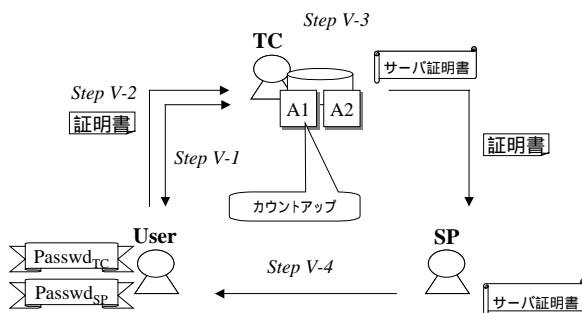 Step V-3
TC
サーバ証明書
Step V-2
証明書
A1
A2
Step V-1
証明書
カウントアップ
User
SP
Passwd_TC
Step V-4
Passwd_SP
サーバ証明書